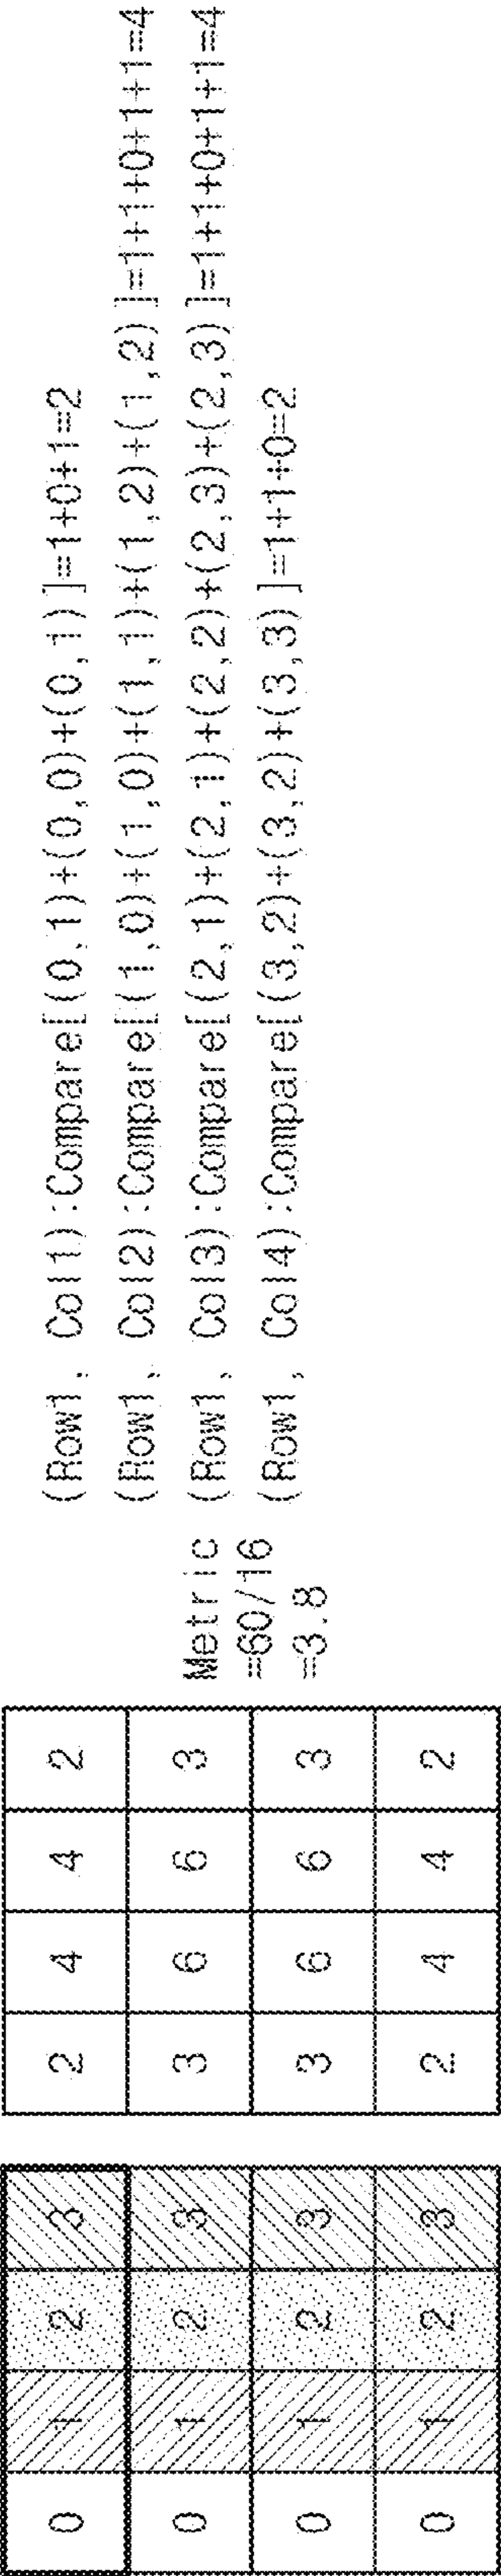 0 1 2 3
0 1 2 3
0 1 2 3
0 1 2 3
2 4 4 2
3 6 6 3
3 6 6 3
2 4 4 2
Metric
=60/16
=3.8
(Row1, Col1):Compare[(0,1)+(0,0)+(0,1)]=1+0+1=2
(Row1, Col2):Compare[(1,0)+(1,0)+(1,1)+(1,2)+(1,2)]=1+1+0+1+1=4
(Row1, Col3):Compare[(2,1)+(2,1)+(2,2)+(2,3)+(2,3)]=1+1+0+1+1=4
(Row1, Col4):Compare[(3,2)+(3,2)+(3,3)]=1+1+0=2